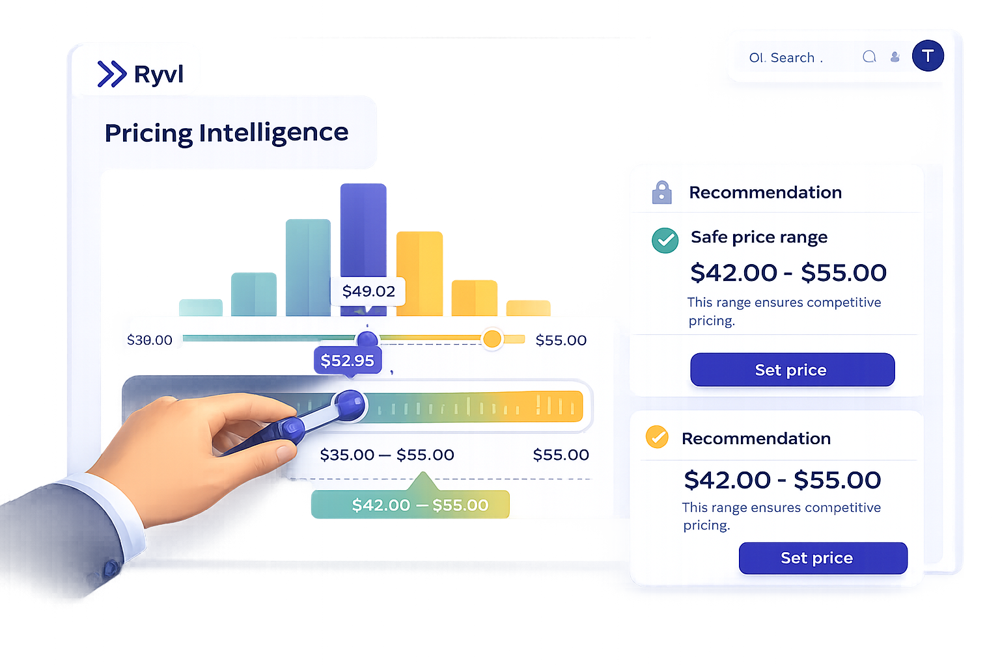 Ryvl
Ol. Search .
T
Pricing Intelligence
$49.02
$30.00
$55.00
$52.95
$35.00 — $55.00
$55.00
$42.00 — $55.00
Recommendation
Safe price range
$42.00 - $55.00
This range ensures competitive
pricing.
Set price
Recommendation
$42.00 - $55.00
This range ensures competitive
pricing.
Set price